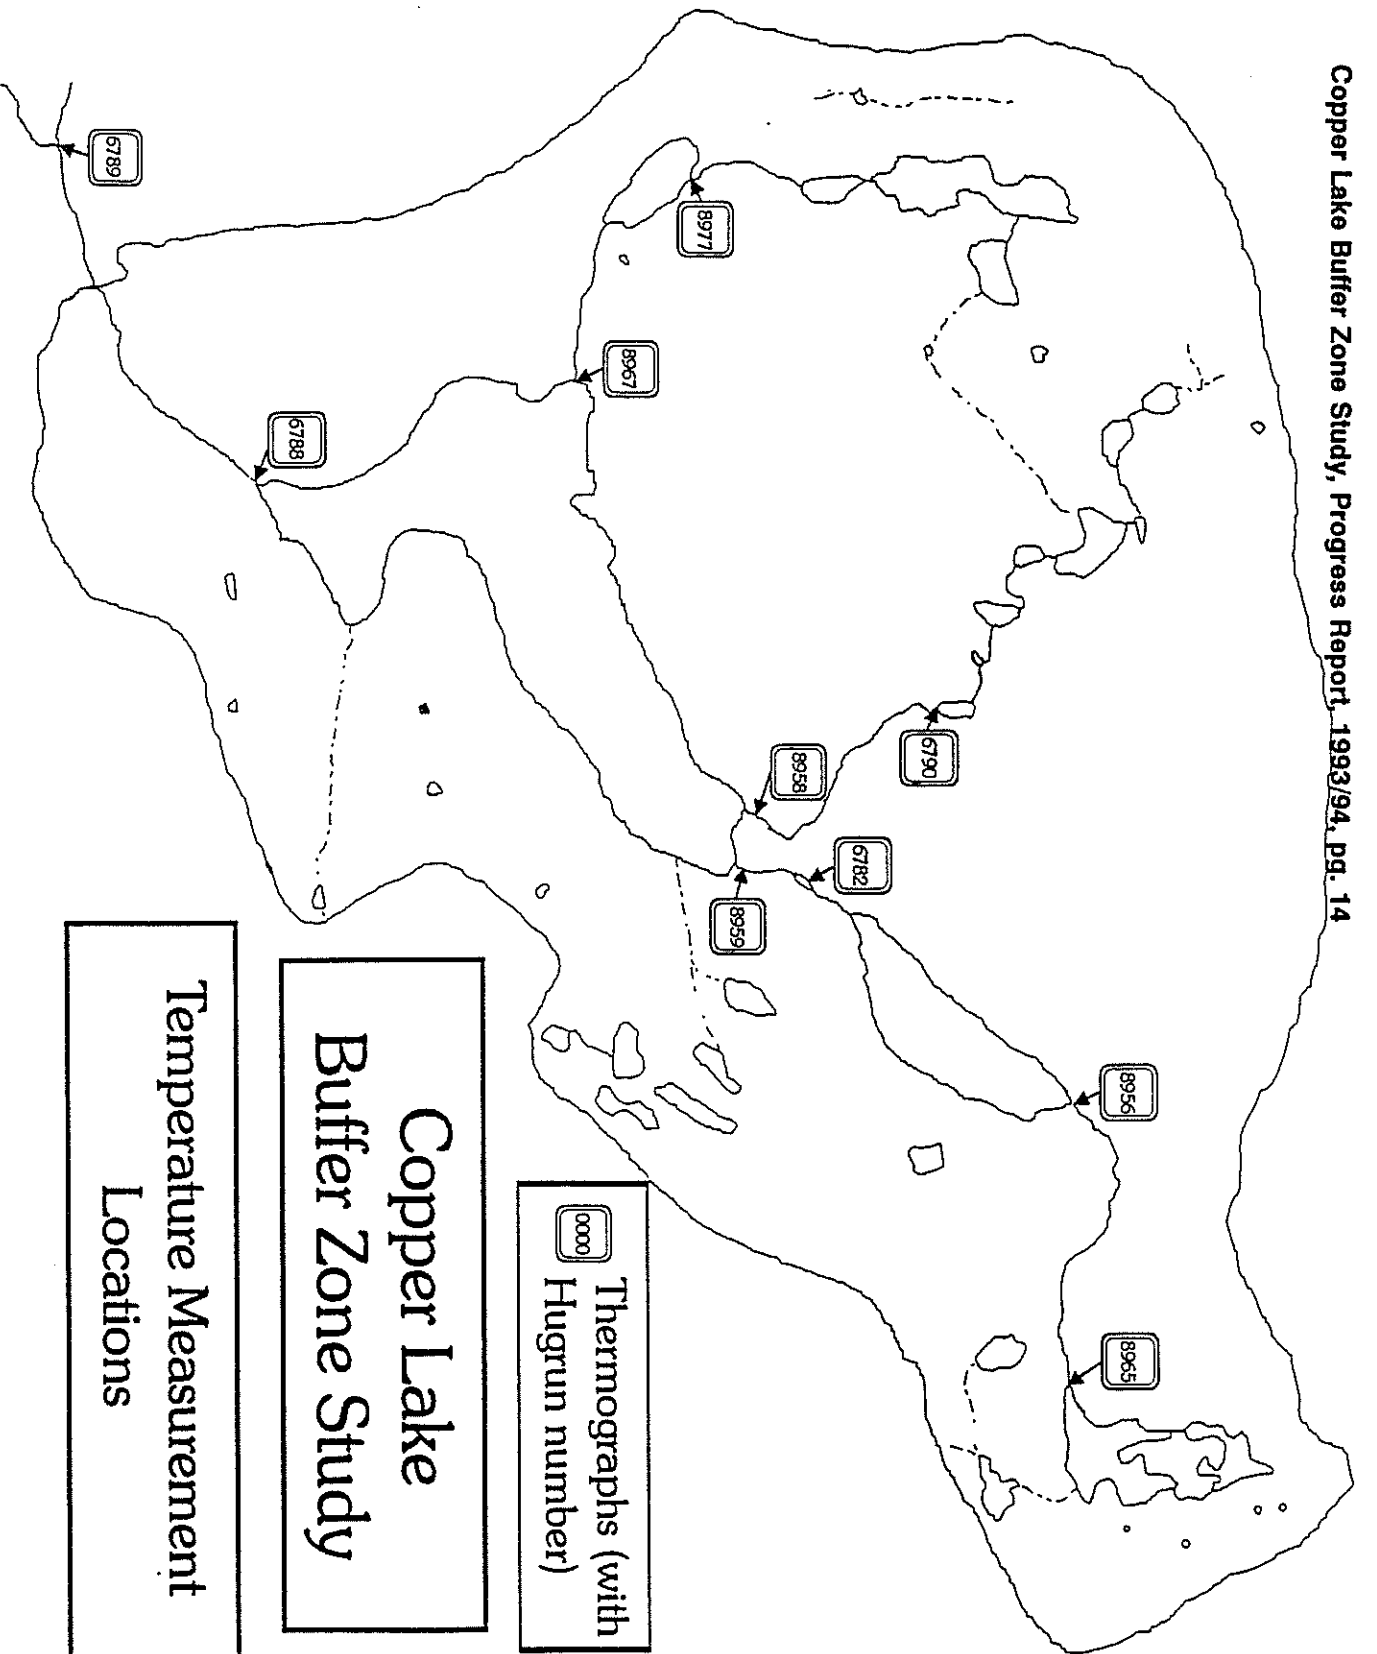 Copper Lake Buffer Zone Study, Progress Report, 1993/94, pg. 14
8965
8956
6790
6782
8958
8959
8977
8967
6788
6789
0000
Thermographs (with
Hugrun number)
Copper Lake
Buffer Zone Study
Temperature Measurement
Locations